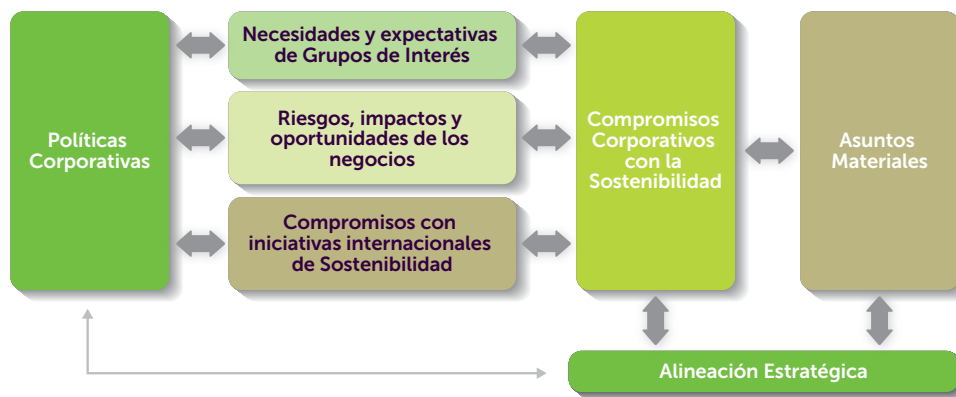 Políticas
Corporativas
Necesidades y expectativas
de Grupos de Interés
Riesgos, impactos y
oportunidades de los
negocios
Compromisos con
iniciativas internacionales
de Sostenibilidad
Compromisos
Corporativos
con la
Sostenibilidad
Asuntos
Materiales
Alineación Estratégica